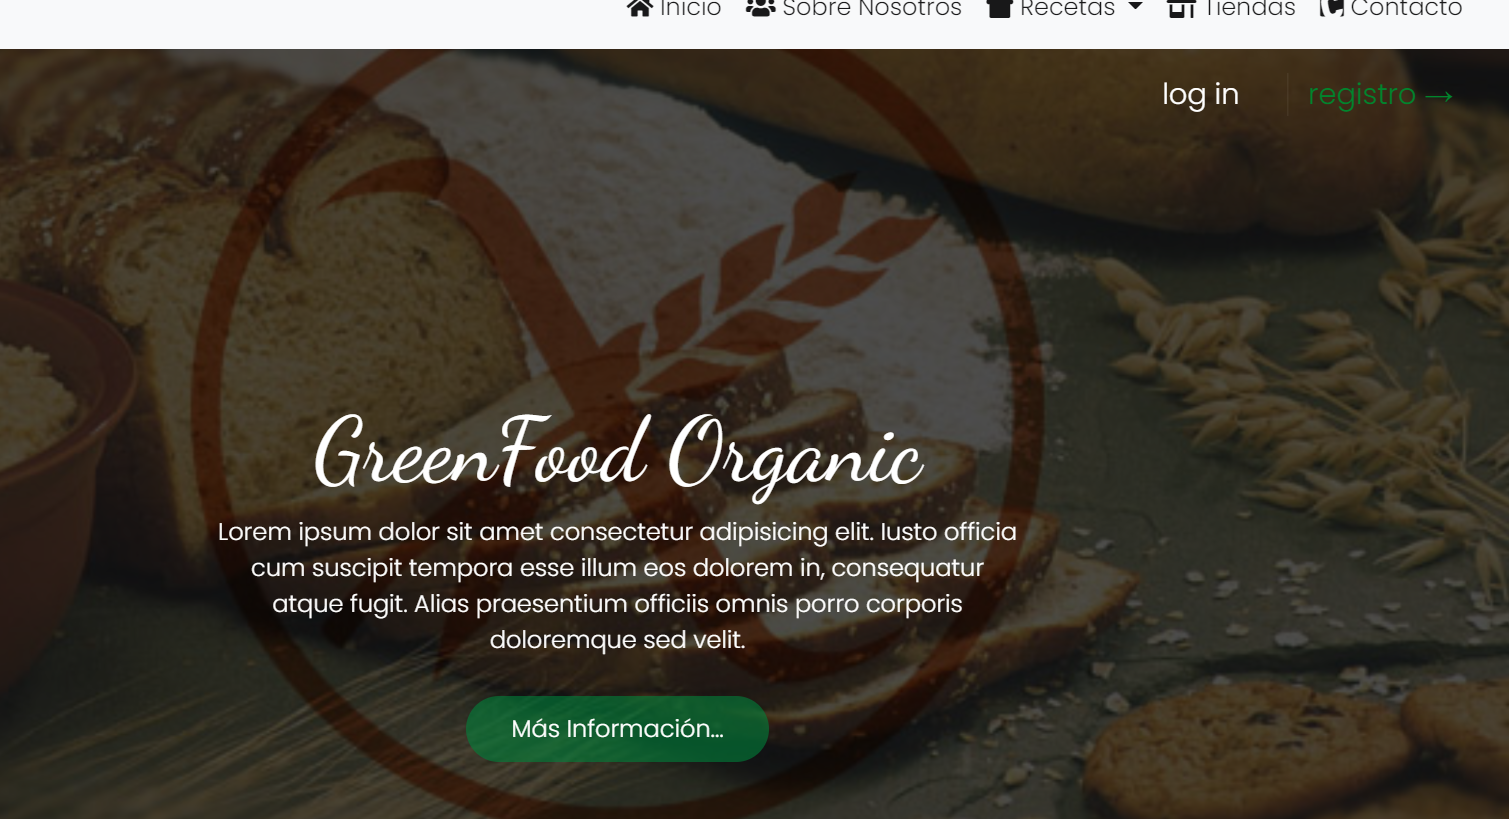 Inicio Sobre Nosotros Recetas Tiendas Contacto
log in registro →
GreenFood Organic
Lorem ipsum dolor sit amet consectetur adipisicing elit. Iusto officia
cum suscipit tempora esse illum eos dolorem in, consequatur
atque fugit. Alias praesentium officiis omnis porro corporis
doloremque sed velit.
Más Información...